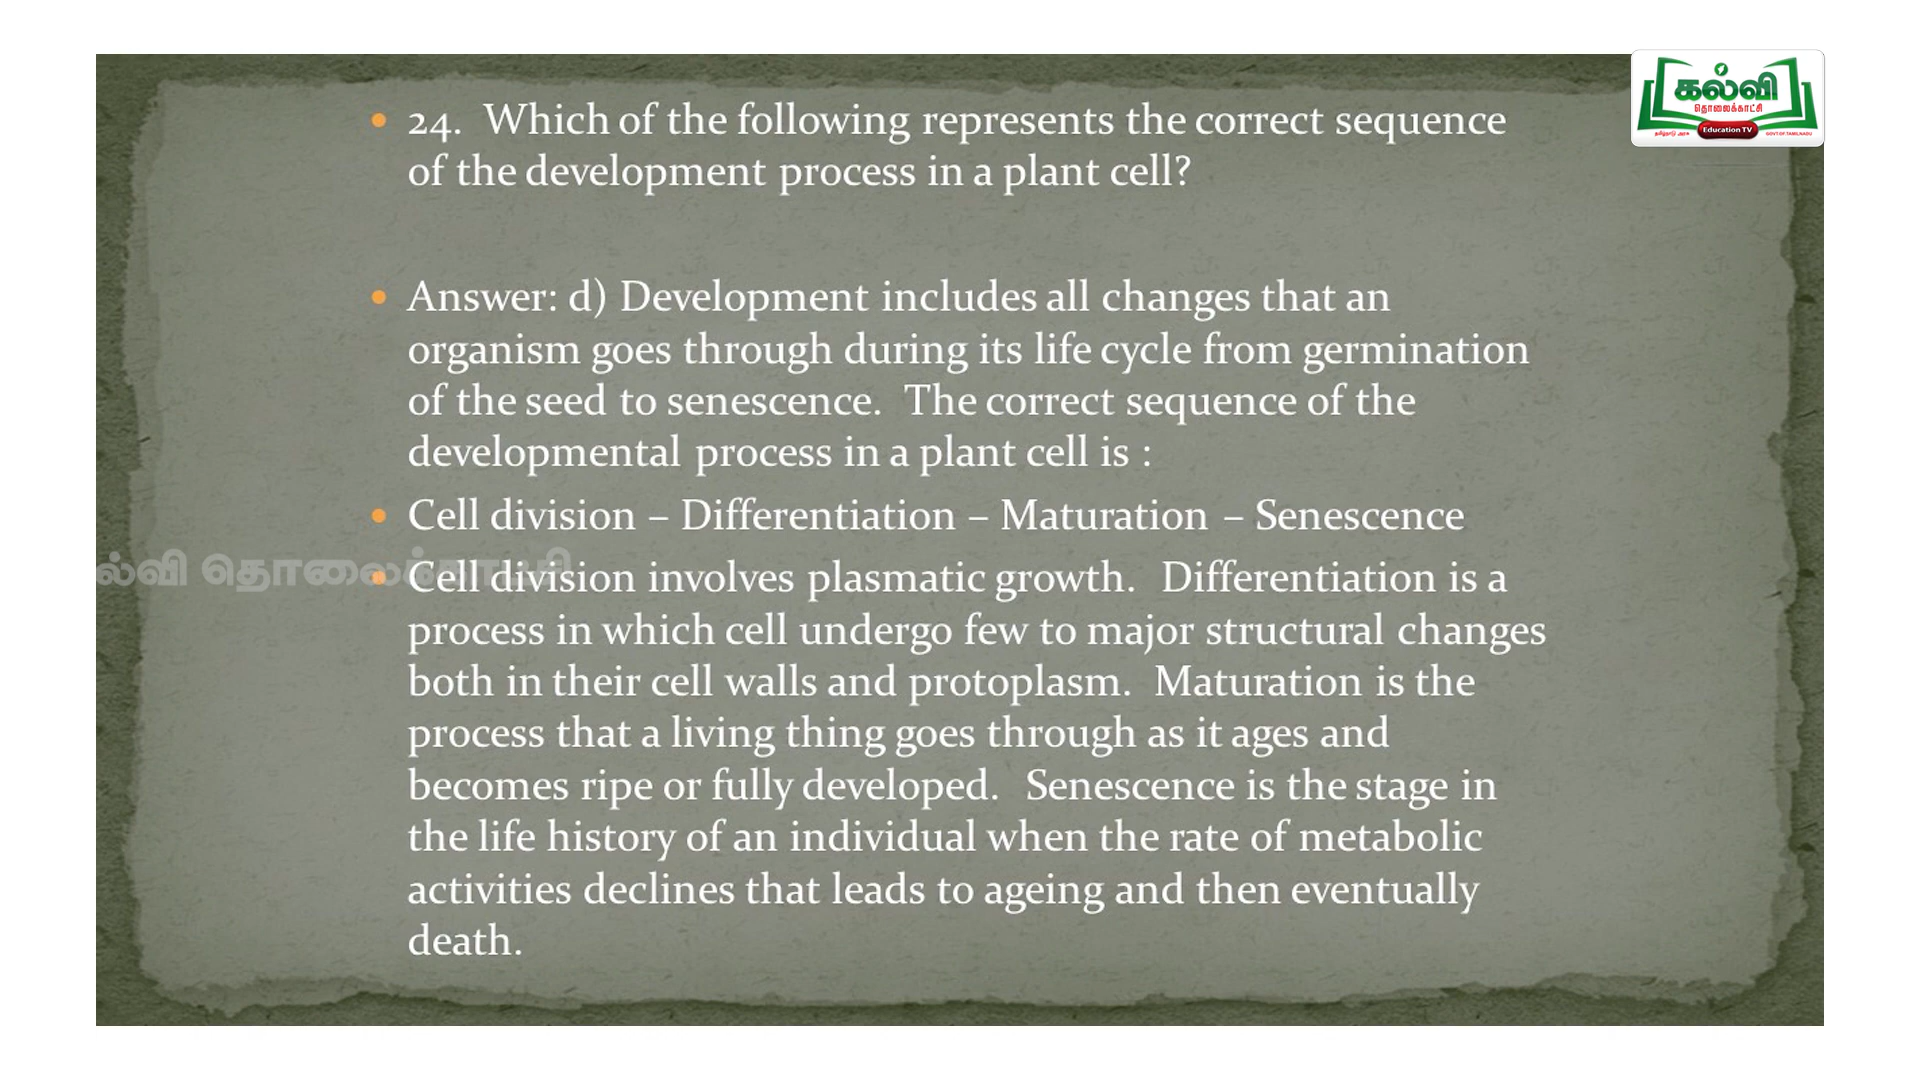 கல்வி
தொலைக்காட்சி
Education TV
தமிழ்நாடு அரசு
GOVT OF TAMILNADU
24. Which of the following represents the correct sequence
of the development process in a plant cell?
Answer: d) Development includes all changes that an
organism goes through during its life cycle from germination
of the seed to senescence. The correct sequence of the
developmental process in a plant cell is :
Cell division – Differentiation – Maturation – Senescence
ல்வி தொலைக்காட்சி
Cell division involves plasmatic growth. Differentiation is a
process in which cell undergo few to major structural changes
both in their cell walls and protoplasm. Maturation is the
process that a living thing goes through as it ages and
becomes ripe or fully developed. Senescence is the stage in
the life history of an individual when the rate of metabolic
activities declines that leads to ageing and then eventually
death.